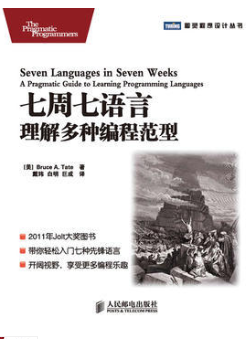 The
Pragmatic
Programmers
TURING 图灵程序设计丛书
Seven Languages in Seven Weeks
A Pragmatic Guide to Learning Programming Languages
七周七语言
理解多种编程范型
[美] Bruce A. Tate 著
戴玮 白明 巨成 译
2011年Jolt大奖图书
带你轻松入门七种先锋语言
开阔视野，享受更多编程乐趣
人民邮电出版社
POSTS & TELECOM PRESS